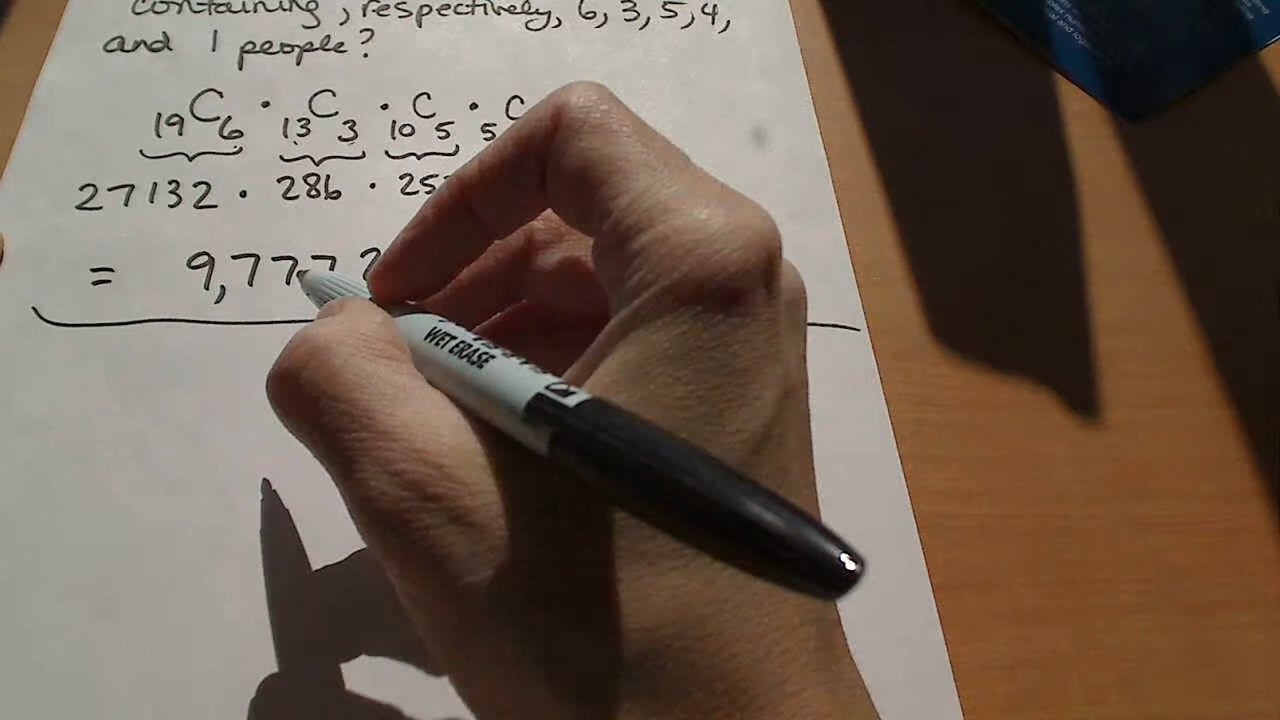 containing, respectively, 6, 3, 5, 4,
and 1 people?
19C6 · 13C3 · 10C5 · 5C
27132 · 286 · 25
= 9,777
WET ERASE